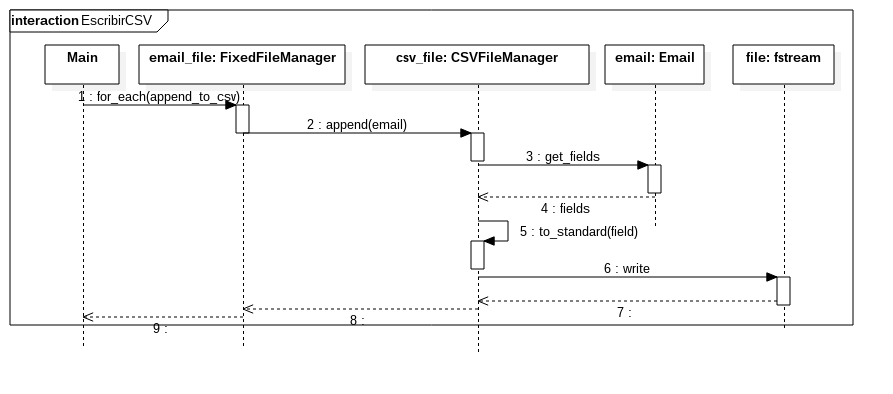 interaction EscribirCSV
Main
email_file: FixedFileManager
csv_file: CSVFileManager
email: Email
file: fstream
1 : for_each(append_to_csv)
2 : append(email)
3 : get_fields
4 : fields
5 : to_standard(field)
6 : write
7 :
8 :
9 :